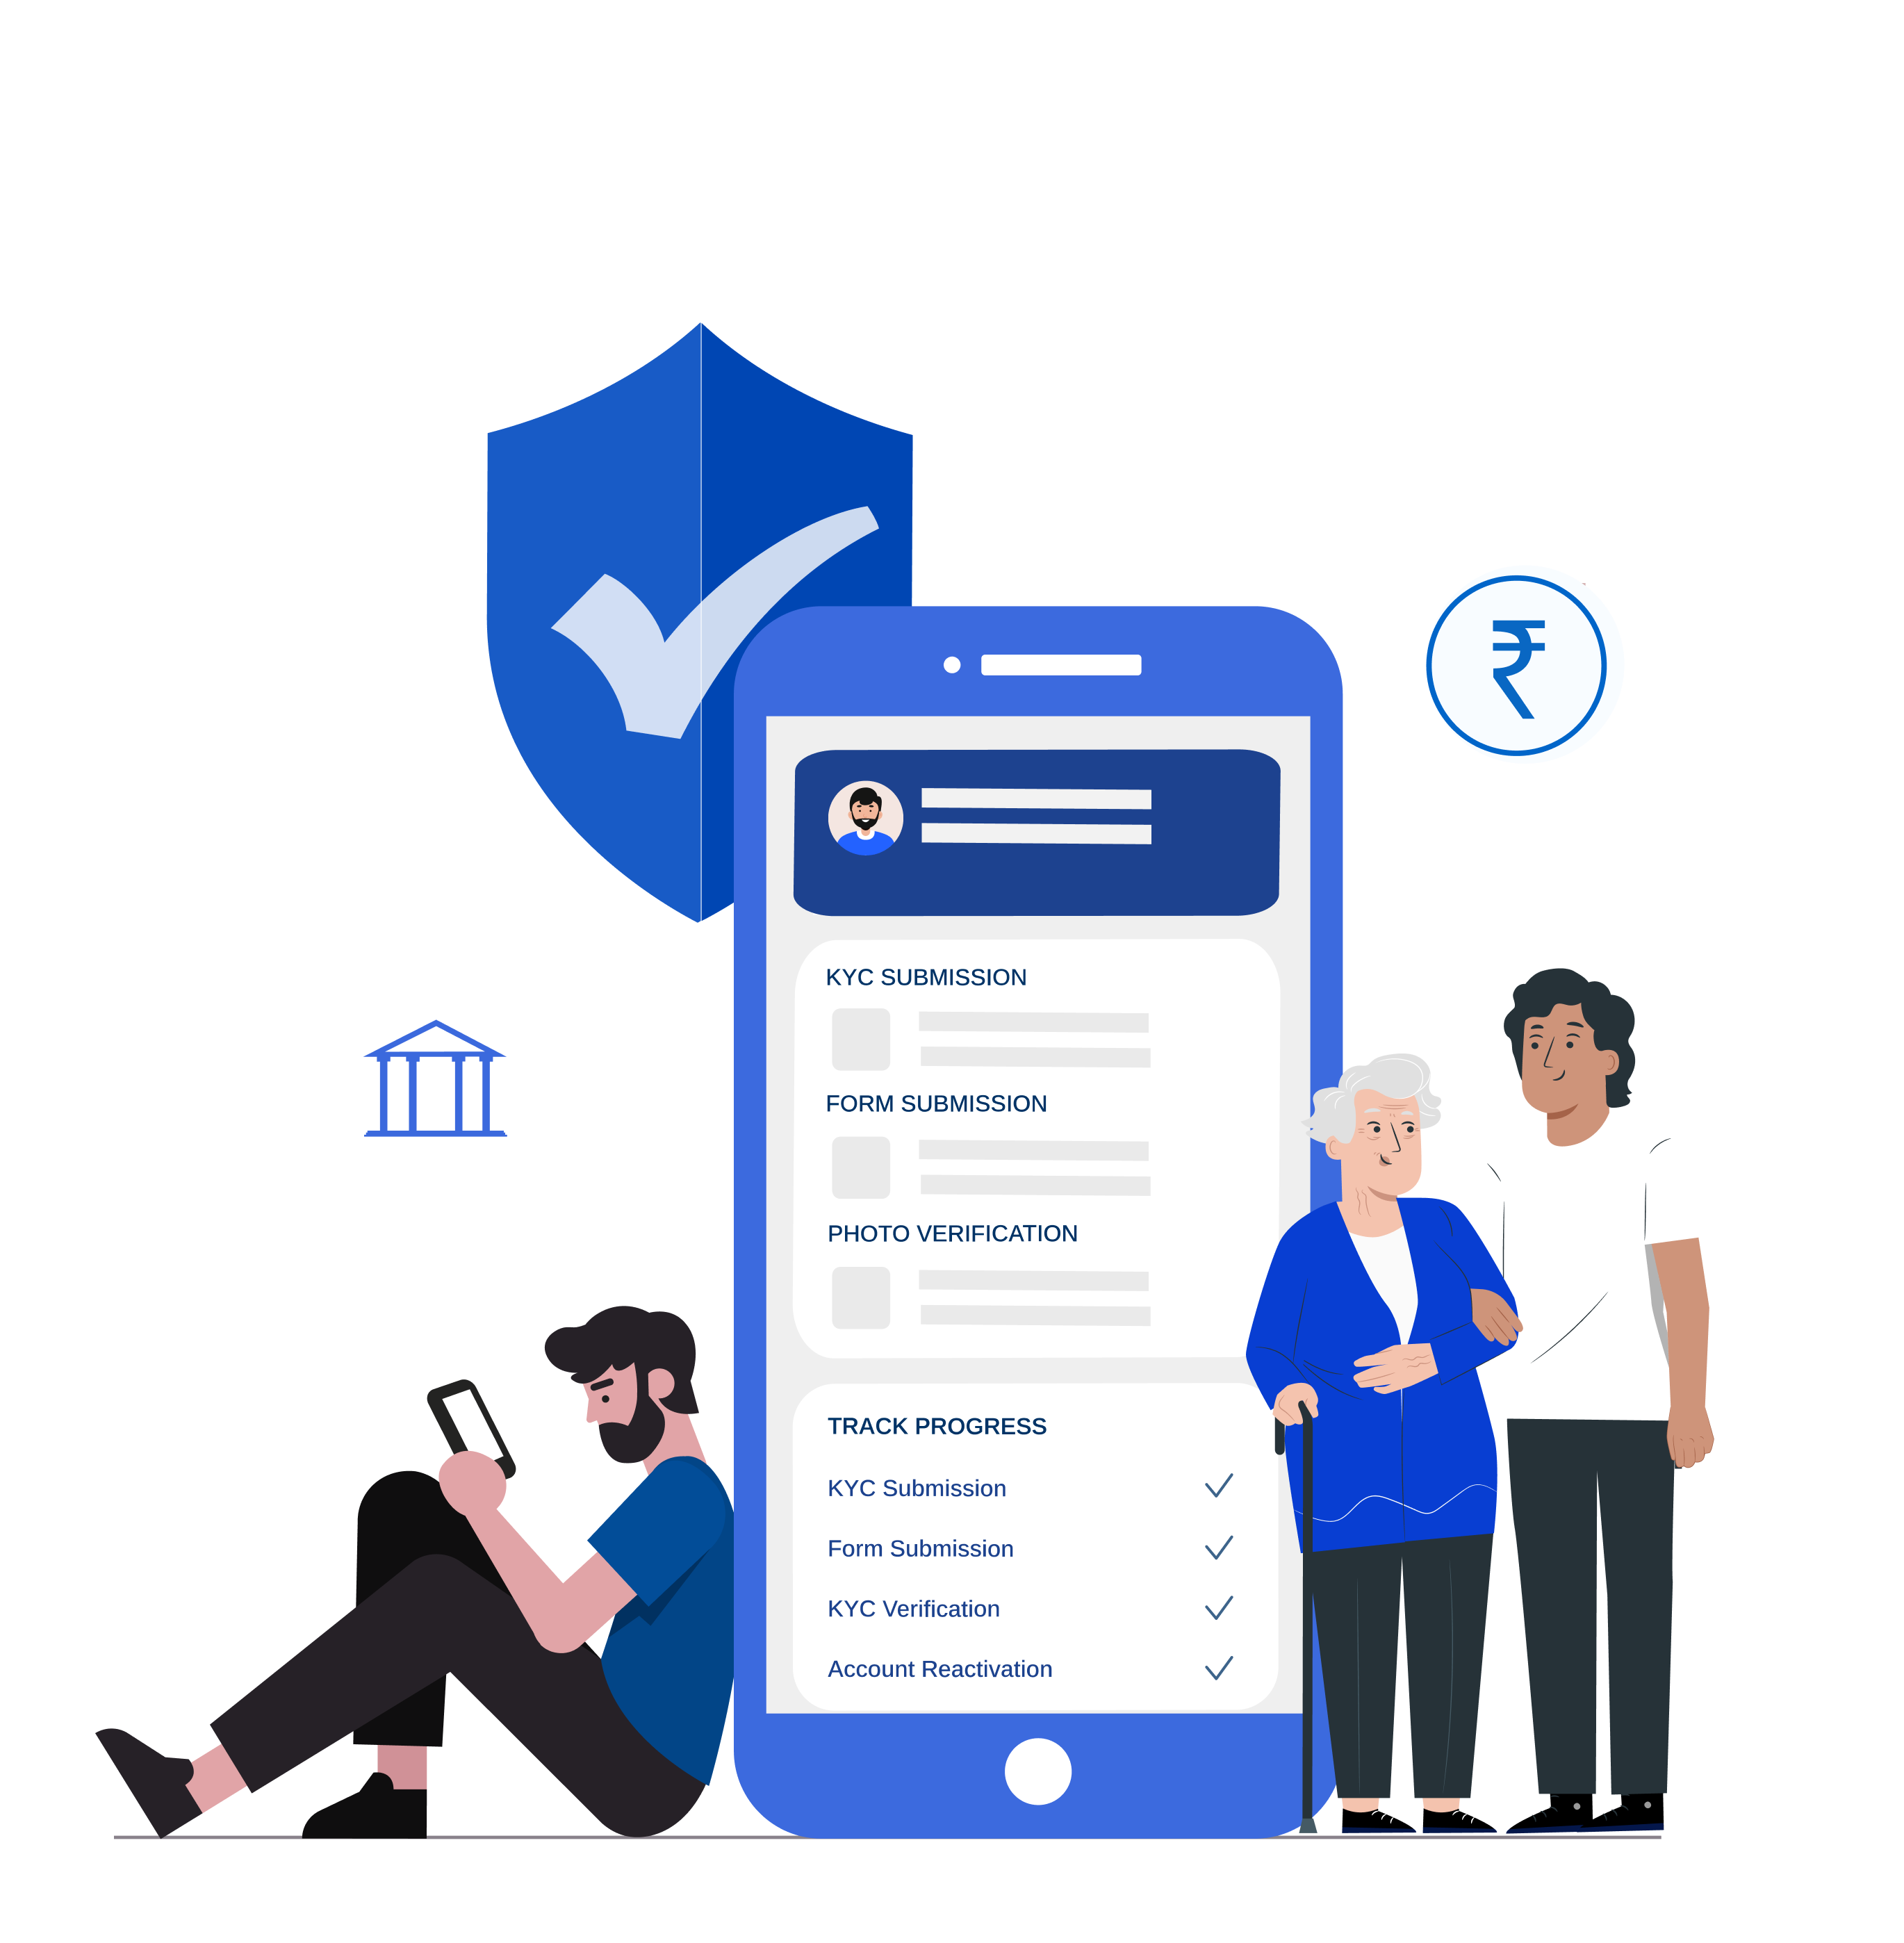 ₹
KYC SUBMISSION
FORM SUBMISSION
PHOTO VERIFICATION
TRACK PROGRESS
KYC Submission
Form Submission
KYC Verification
Account Reactivation